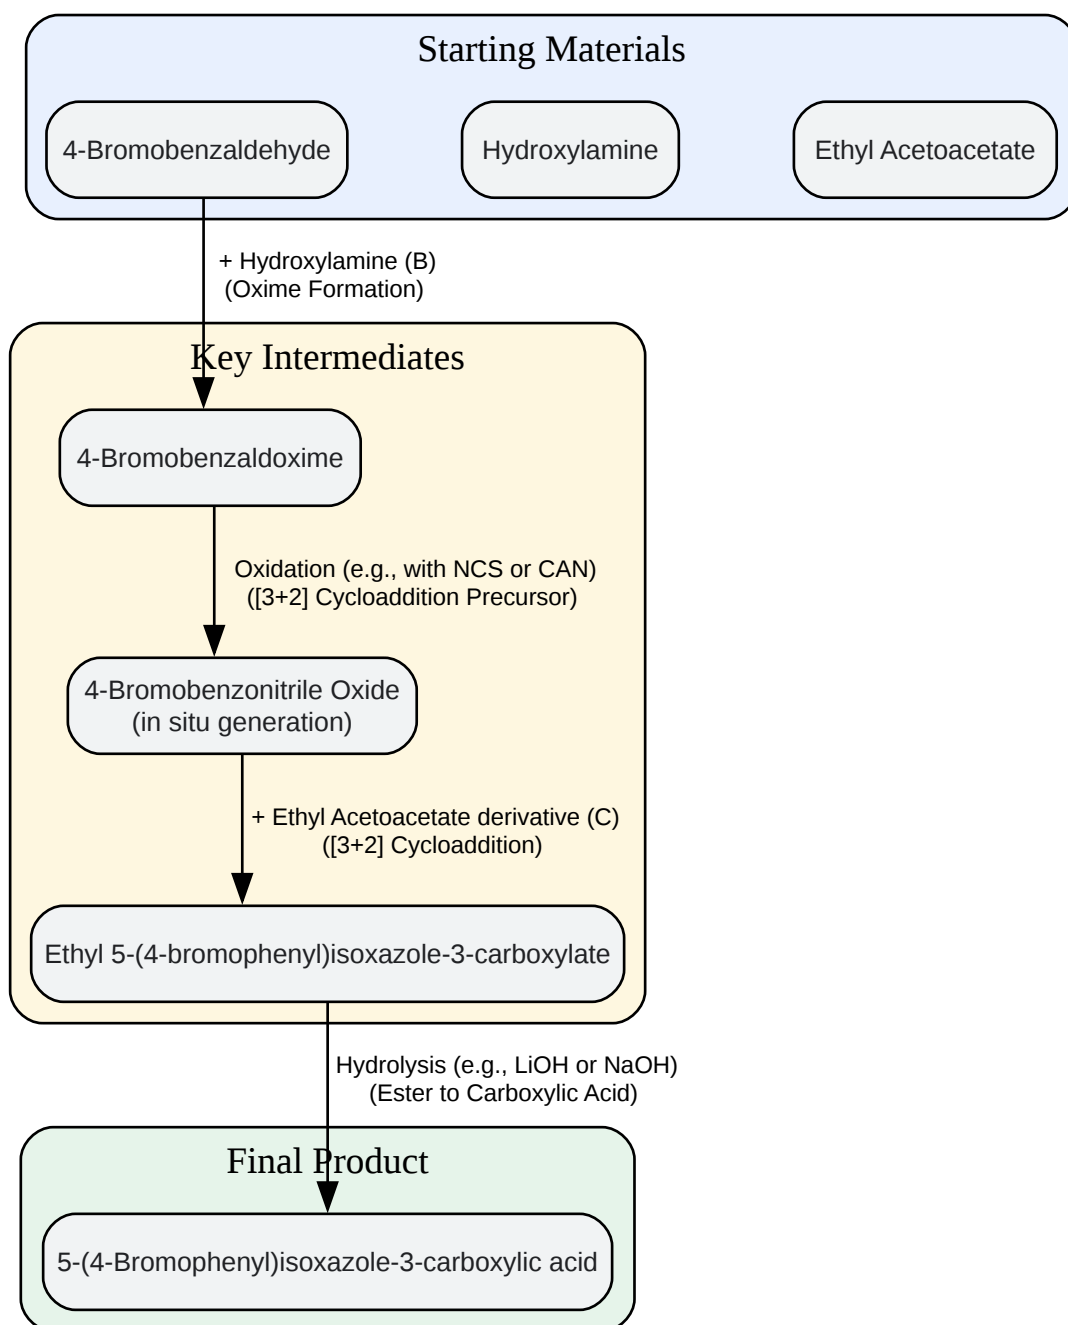 Starting Materials
4-Bromobenzaldehyde
Hydroxylamine
Ethyl Acetoacetate
+ Hydroxylamine (B)
(Oxime Formation)
Key Intermediates
4-Bromobenzaldoxime
Oxidation (e.g., with NCS or CAN)
([3+2] Cycloaddition Precursor)
4-Bromobenzonitrile Oxide
(in situ generation)
+ Ethyl Acetoacetate derivative (C)
([3+2] Cycloaddition)
Ethyl 5-(4-bromophenyl)isoxazole-3-carboxylate
Hydrolysis (e.g., LiOH or NaOH)
(Ester to Carboxylic Acid)
Final Product
5-(4-Bromophenyl)isoxazole-3-carboxylic acid